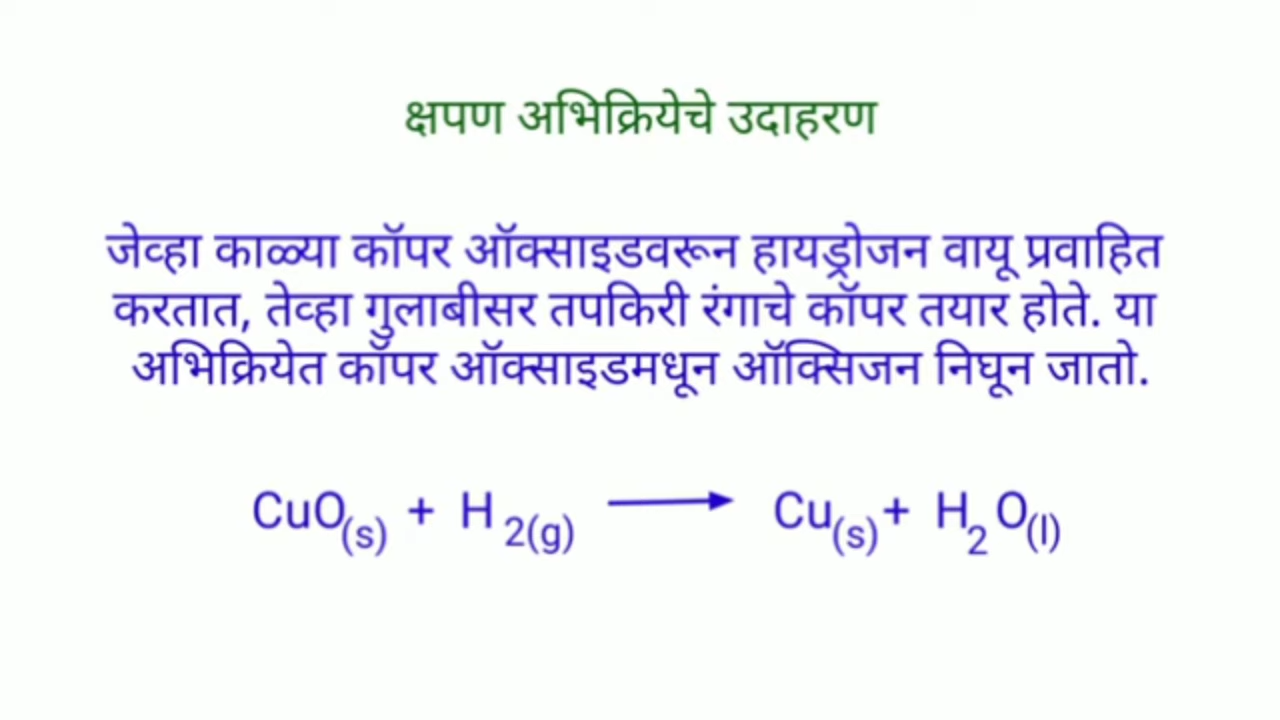 क्षपण अभिक्रियेचे उदाहरण
जेव्हा काळ्या कॉपर ऑक्साइडवरून हायड्रोजन वायू प्रवाहित
करतात, तेव्हा गुलाबीसर तपकिरी रंगाचे कॉपर तयार होते. या
अभिक्रियेत कॉपर ऑक्साइडमधून ऑक्सिजन निघून जातो.
CuO(s) + H2(g) ⟶ Cu(s) + H2O(l)